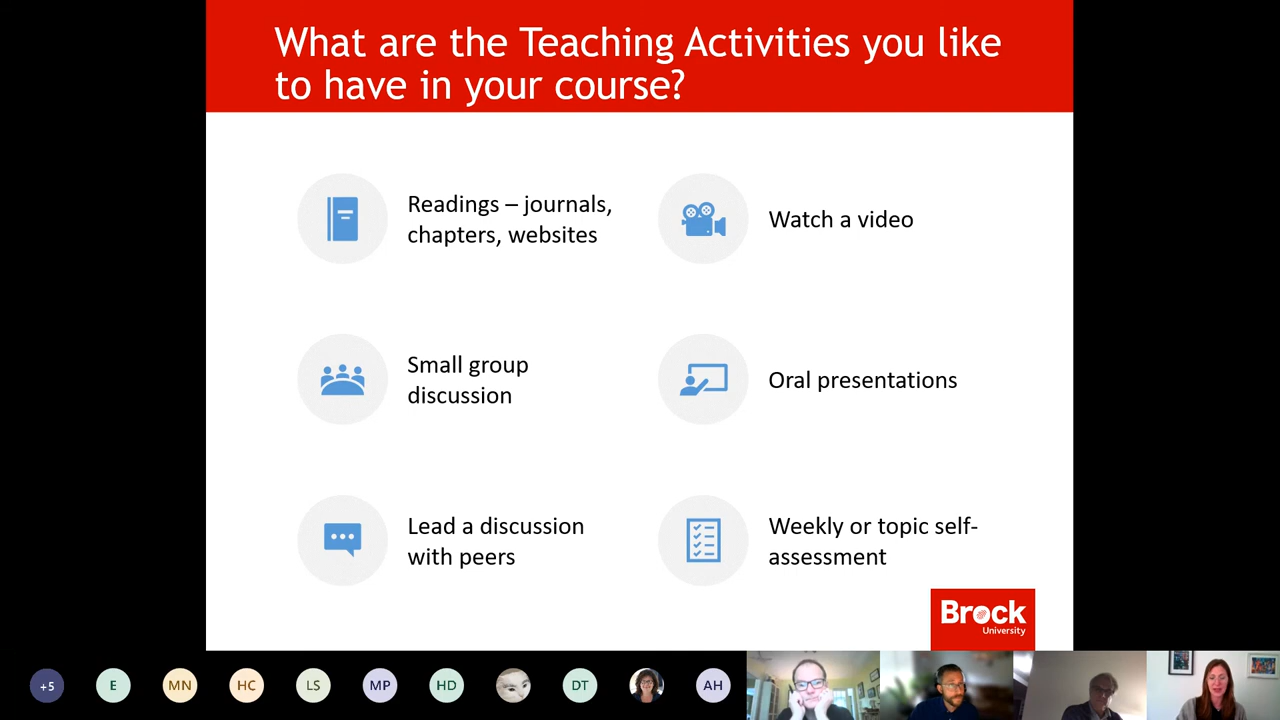 What are the Teaching Activities you like
to have in your course?
Readings – journals,
chapters, websites
Watch a video
Small group
discussion
Oral presentations
Lead a discussion
with peers
Weekly or topic self-
assessment
Brock
University
+5
E
MN
HC
LS
MP
HD
DT
AH